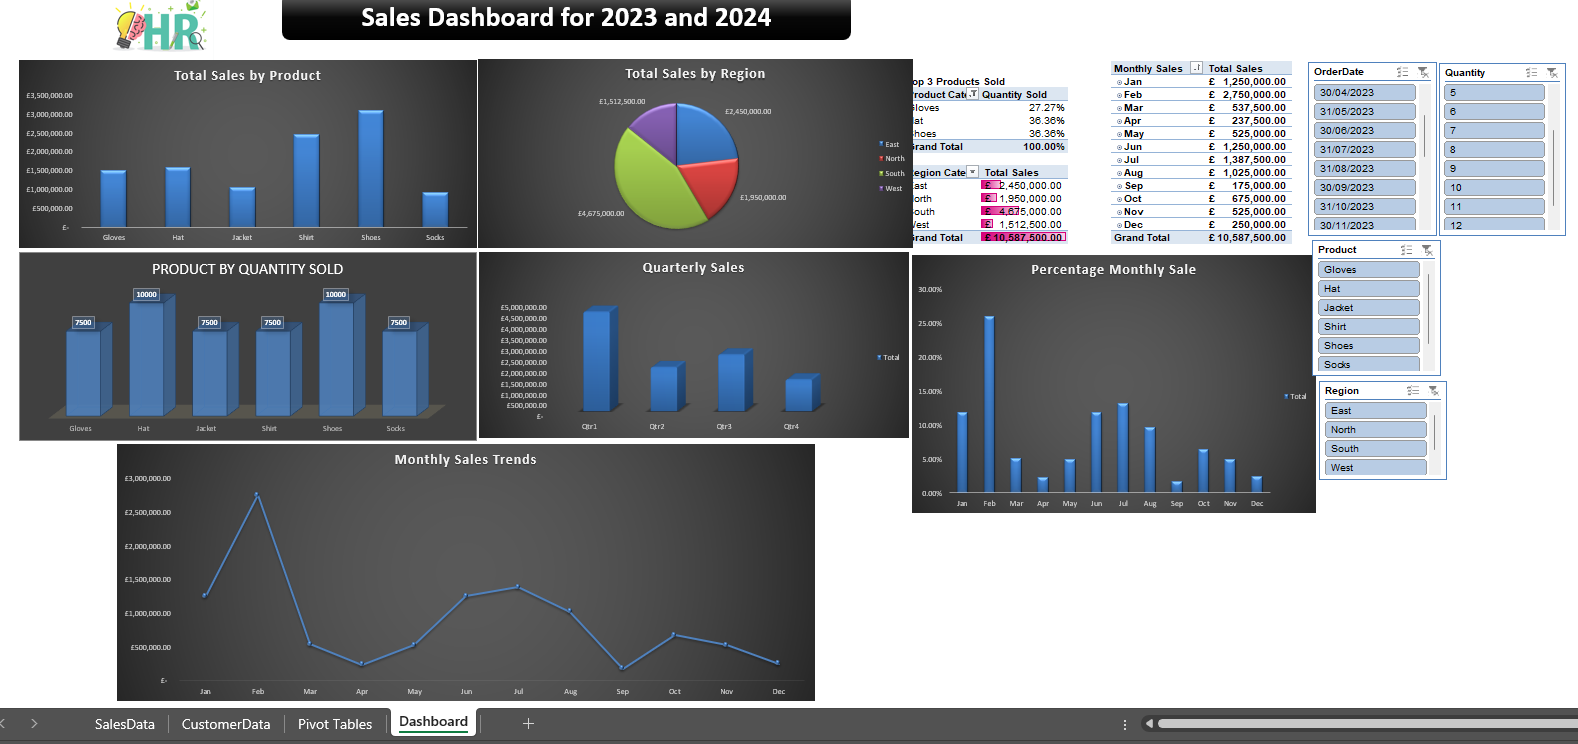 HR
Sales Dashboard for 2023 and 2024
Total Sales by Product
£3,500,000.00
£3,000,000.00
£2,500,000.00
£2,000,000.00
£1,500,000.00
£1,000,000.00
£500,000.00
£-
Gloves Hat Jacket Shirt Shoes Socks
Total Sales by Region
£1,512,500.00
£2,450,000.00
£1,950,000.00
£4,675,000.00
East
North
South
West
op 3 Products Sold
roduct Cate Quantity Sold
loves 27.27%
at 36.36%
hoes 36.36%
rand Total 100.00%
egion Cate Total Sales
ast £ 2,450,000.00
orth £ 1,950,000.00
outh £ 4,675,000.00
est £ 1,512,500.00
rand Total £ 10,587,500.00
Monthly Sales Total Sales
Jan £ 1,250,000.00
Feb £ 2,750,000.00
Mar £ 537,500.00
Apr £ 237,500.00
May £ 525,000.00
Jun £ 1,250,000.00
Jul £ 1,387,500.00
Aug £ 1,025,000.00
Sep £ 175,000.00
Oct £ 675,000.00
Nov £ 525,000.00
Dec £ 250,000.00
Grand Total £ 10,587,500.00
OrderDate
30/04/2023
31/05/2023
30/06/2023
31/07/2023
31/08/2023
30/09/2023
31/10/2023
30/11/2023
Quantity
5
6
7
8
9
10
11
12
PRODUCT BY QUANTITY SOLD
7500 10000 7500 7500 10000 7500
Gloves Hat Jacket Shirt Shoes Socks
Quarterly Sales
£5,000,000.00
£4,500,000.00
£4,000,000.00
£3,500,000.00
£3,000,000.00
£2,500,000.00
£2,000,000.00
£1,500,000.00
£1,000,000.00
£500,000.00
£-
Qtr1 Qtr2 Qtr3 Qtr4
Total
Percentage Monthly Sale
30.00%
25.00%
20.00%
15.00%
10.00%
5.00%
0.00%
Jan Feb Mar Apr May Jun Jul Aug Sep Oct Nov Dec
Total
Product
Gloves
Hat
Jacket
Shirt
Shoes
Socks
Region
East
North
South
West
Monthly Sales Trends
£3,000,000.00
£2,500,000.00
£2,000,000.00
£1,500,000.00
£1,000,000.00
£500,000.00
£-
Jan Feb Mar Apr May Jun Jul Aug Sep Oct Nov Dec
SalesData CustomerData Pivot Tables Dashboard